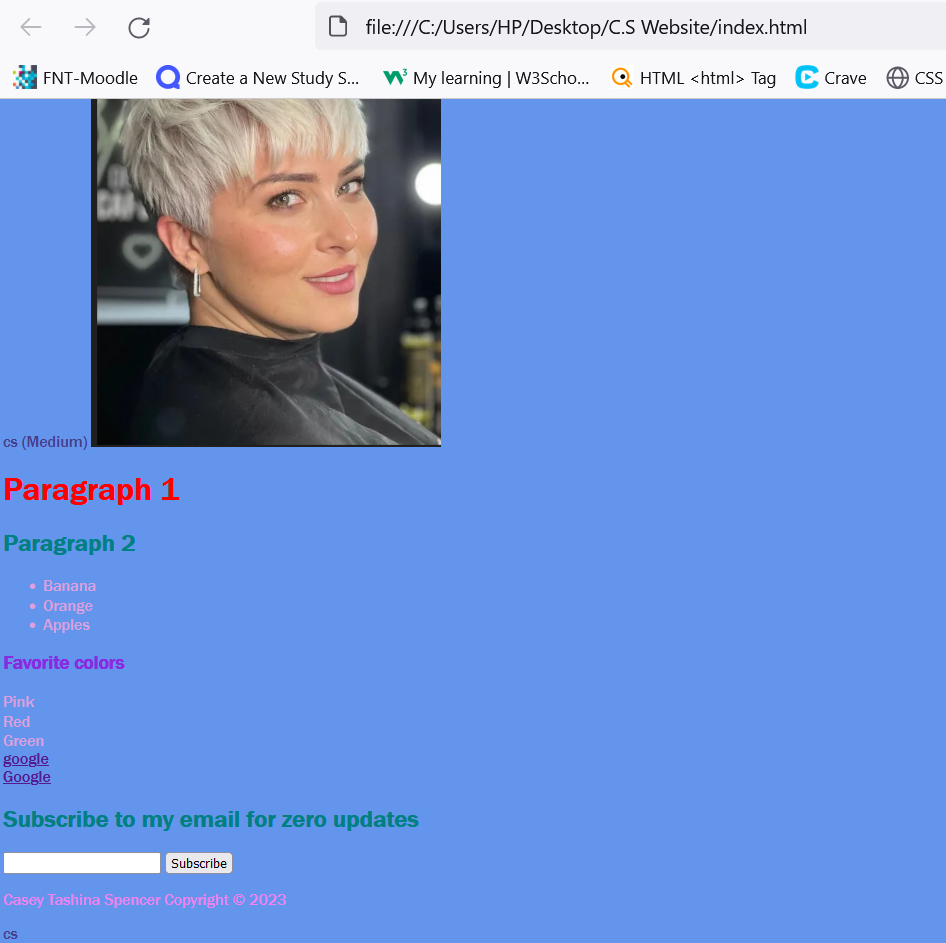 file:///C:/Users/HP/Desktop/C.S Website/index.html
FNT-Moodle Create a New Study S... My learning | W3Scho... HTML <html> Tag Crave CSS
cs (Medium)
Paragraph 1
Paragraph 2
Banana
Orange
Apples
Favorite colors
Pink
Red
Green
google
Google
Subscribe to my email for zero updates
Subscribe
Casey Tashina Spencer Copyright © 2023
cs